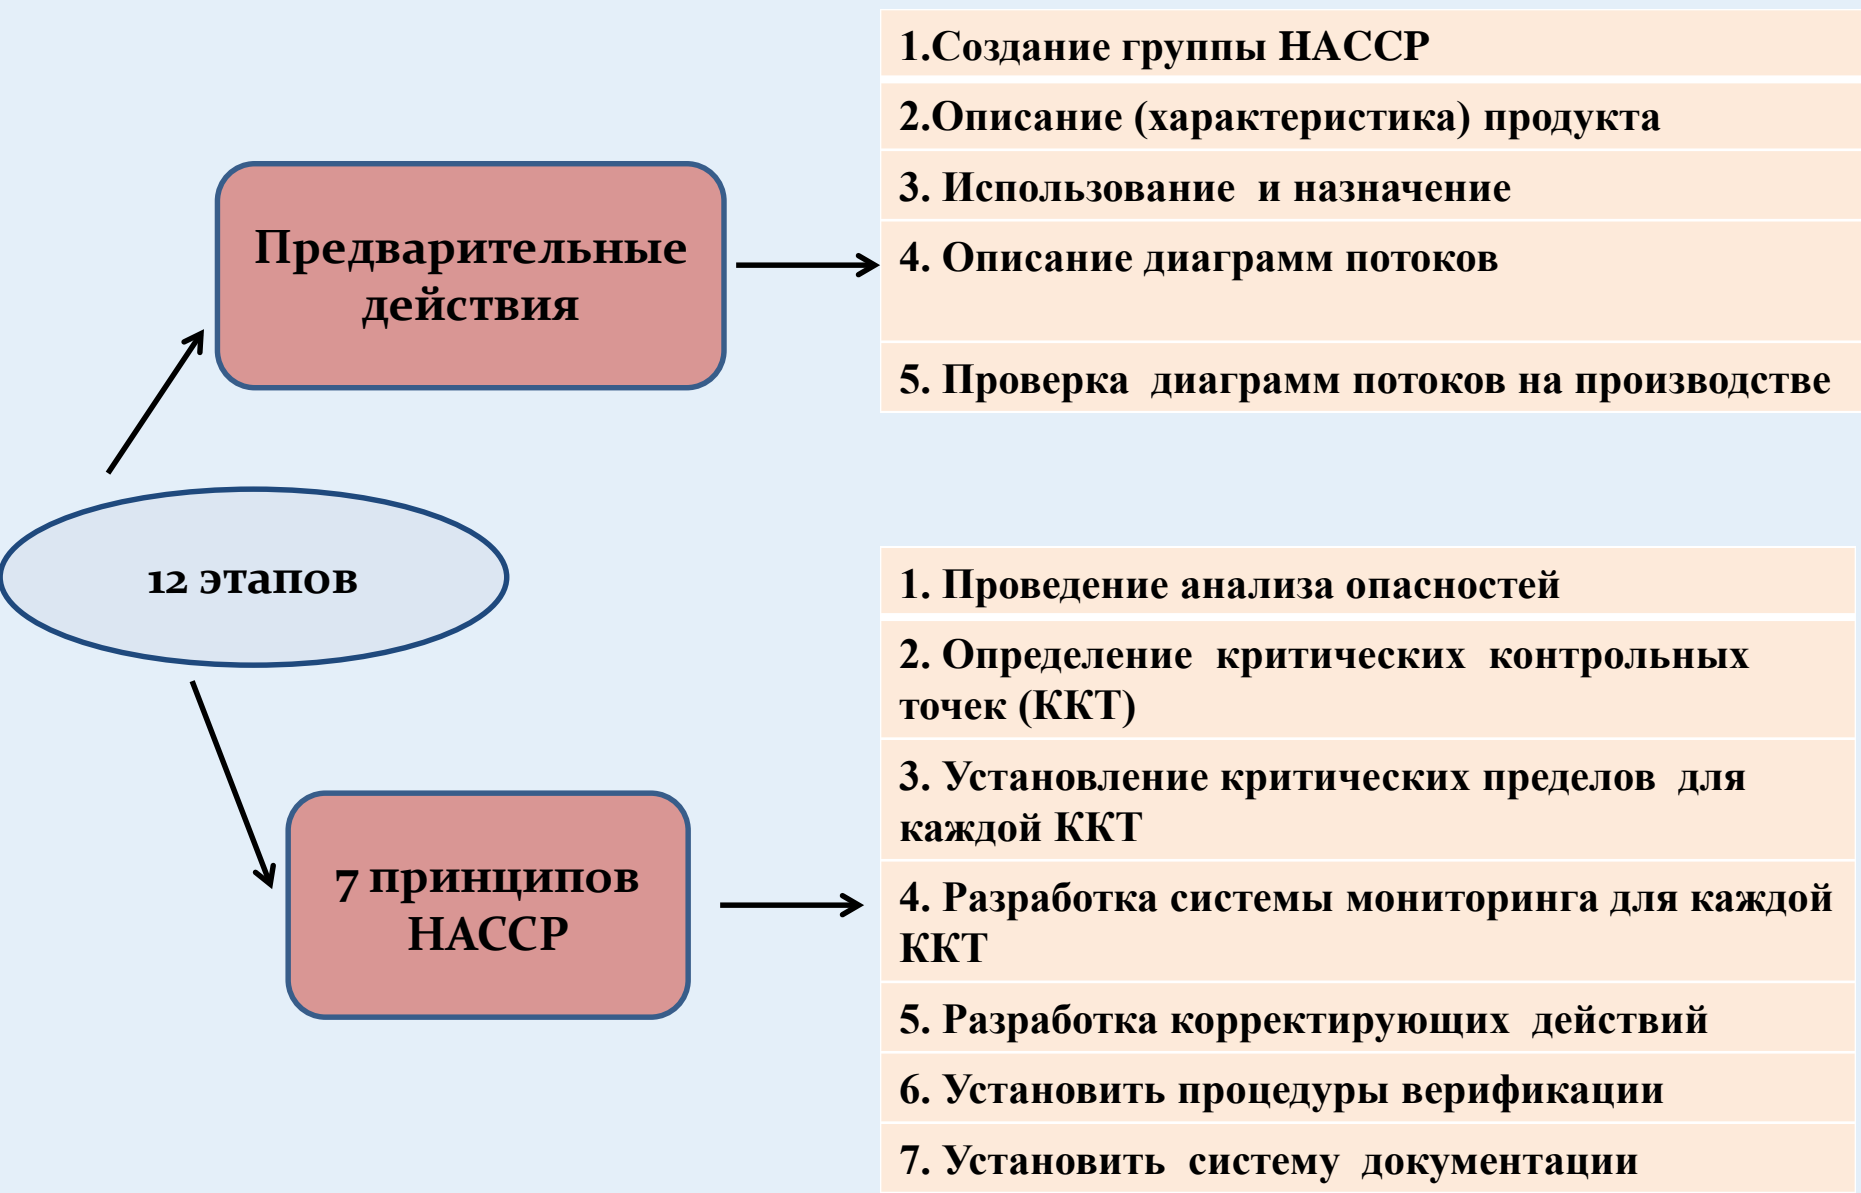 12 этапов
Предварительные
действия
1.Создание группы НАССР
2.Описание (характеристика) продукта
3. Использование и назначение
4. Описание диаграмм потоков
5. Проверка диаграмм потоков на производстве
7 принципов
НАССР
1. Проведение анализа опасностей
2. Определение критических контрольных
точек (ККТ)
3. Установление критических пределов для
каждой ККТ
4. Разработка системы мониторинга для каждой
ККТ
5. Разработка корректирующих действий
6. Установить процедуры верификации
7. Установить систему документации